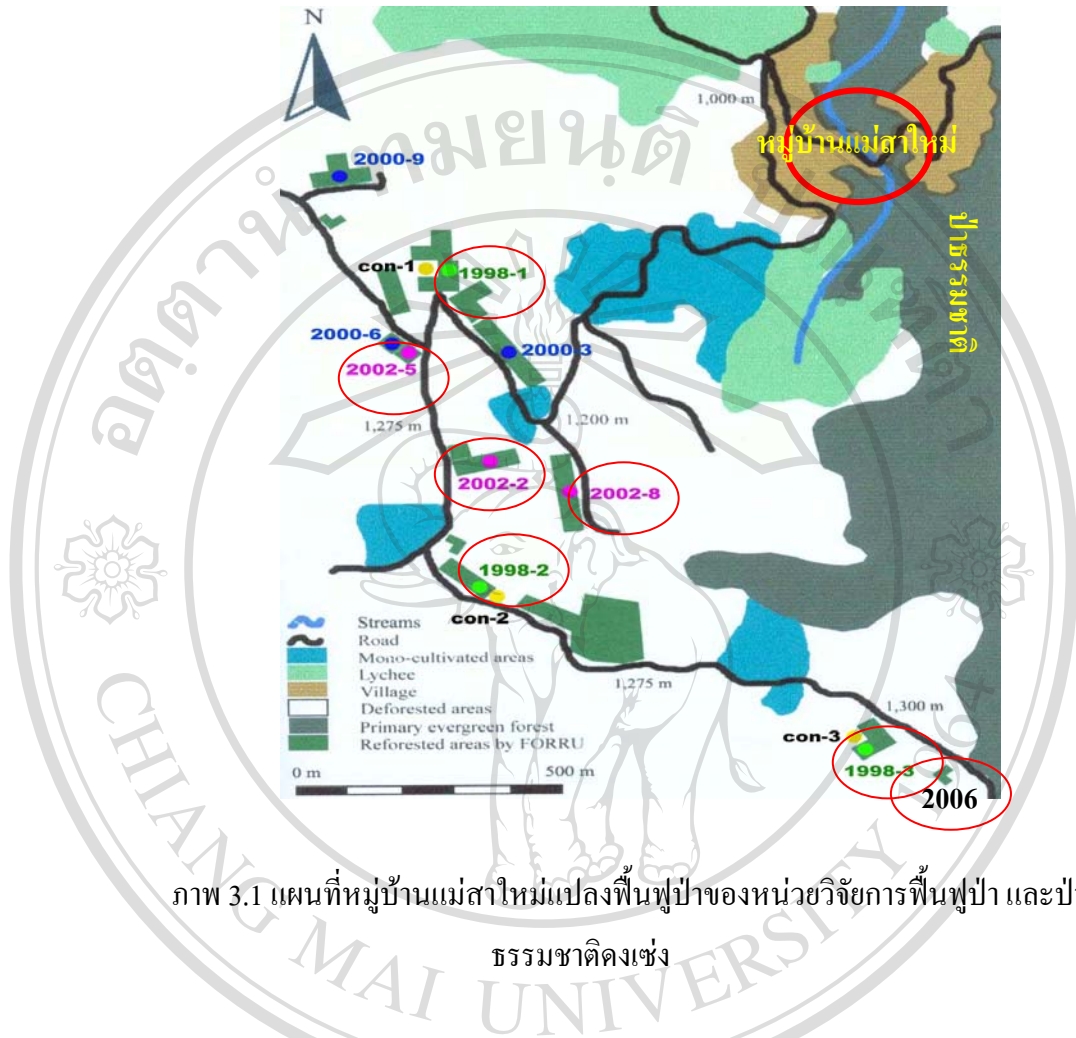 N
1,000 m
หมู่บ้านแม่สาใหม่
2000-9
ป่าธรรมชาติ
con-1
1998-1
2000-6
2000-3
2002-5
1,275 m
1,200 m
2002-2
2002-8
1998-2
con-2
Streams
Road
Mono-cultivated areas
Lychee
Village
Deforested areas
Primary evergreen forest
Reforested areas by FORRU
1,275 m
1,300 m
con-3
1998-3
2006
0 m
500 m
ภาพ 3.1 แผนที่หมู่บ้านแม่สาใหม่แปลงฟื้นฟูป่าของหน่วยวิจัยการฟื้นฟูป่า และป่
ธรรมชาติดงเซ่ง
CHIANG MAI UNIVERSITY 1964